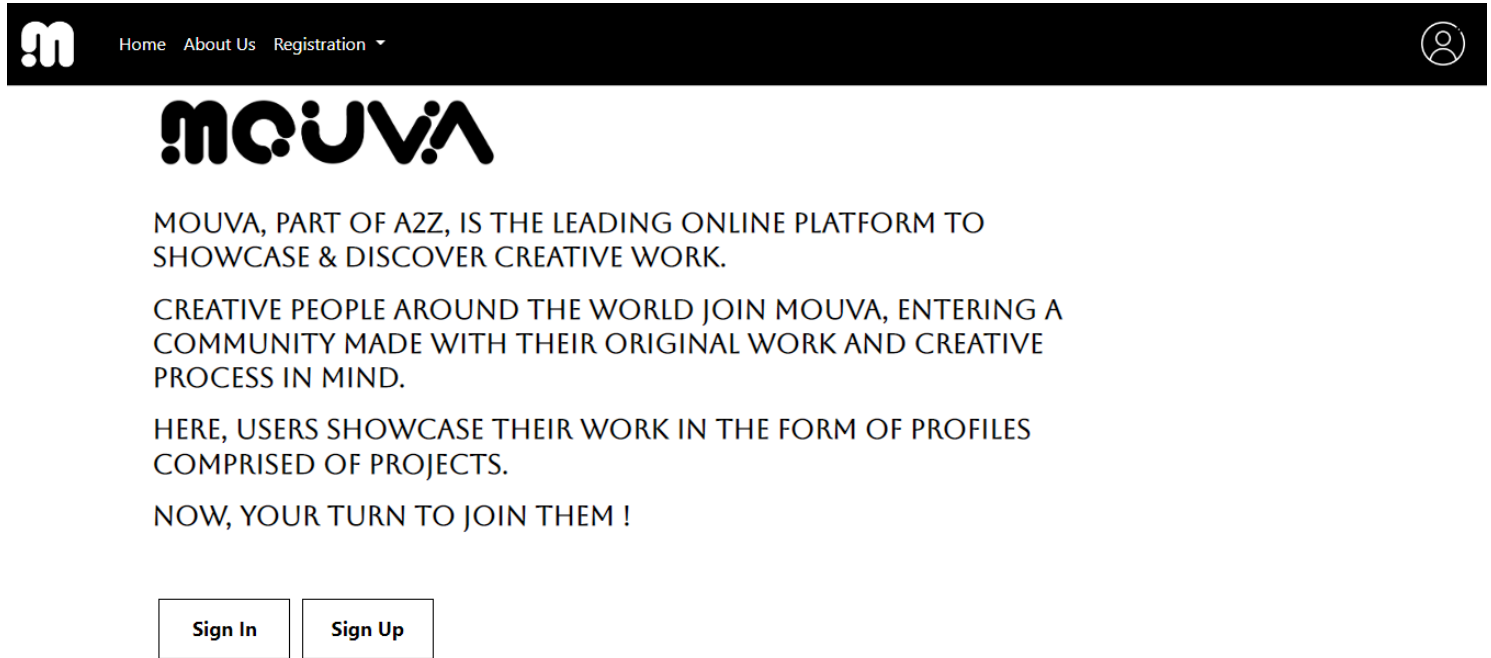 m
Home About Us Registration
MOUVA
MOUVA, PART OF A2Z, IS THE LEADING ONLINE PLATFORM TO
SHOWCASE & DISCOVER CREATIVE WORK.
CREATIVE PEOPLE AROUND THE WORLD JOIN MOUVA, ENTERING A
COMMUNITY MADE WITH THEIR ORIGINAL WORK AND CREATIVE
PROCESS IN MIND.
HERE, USERS SHOWCASE THEIR WORK IN THE FORM OF PROFILES
COMPRISED OF PROJECTS.
NOW, YOUR TURN TO JOIN THEM !
Sign In Sign Up